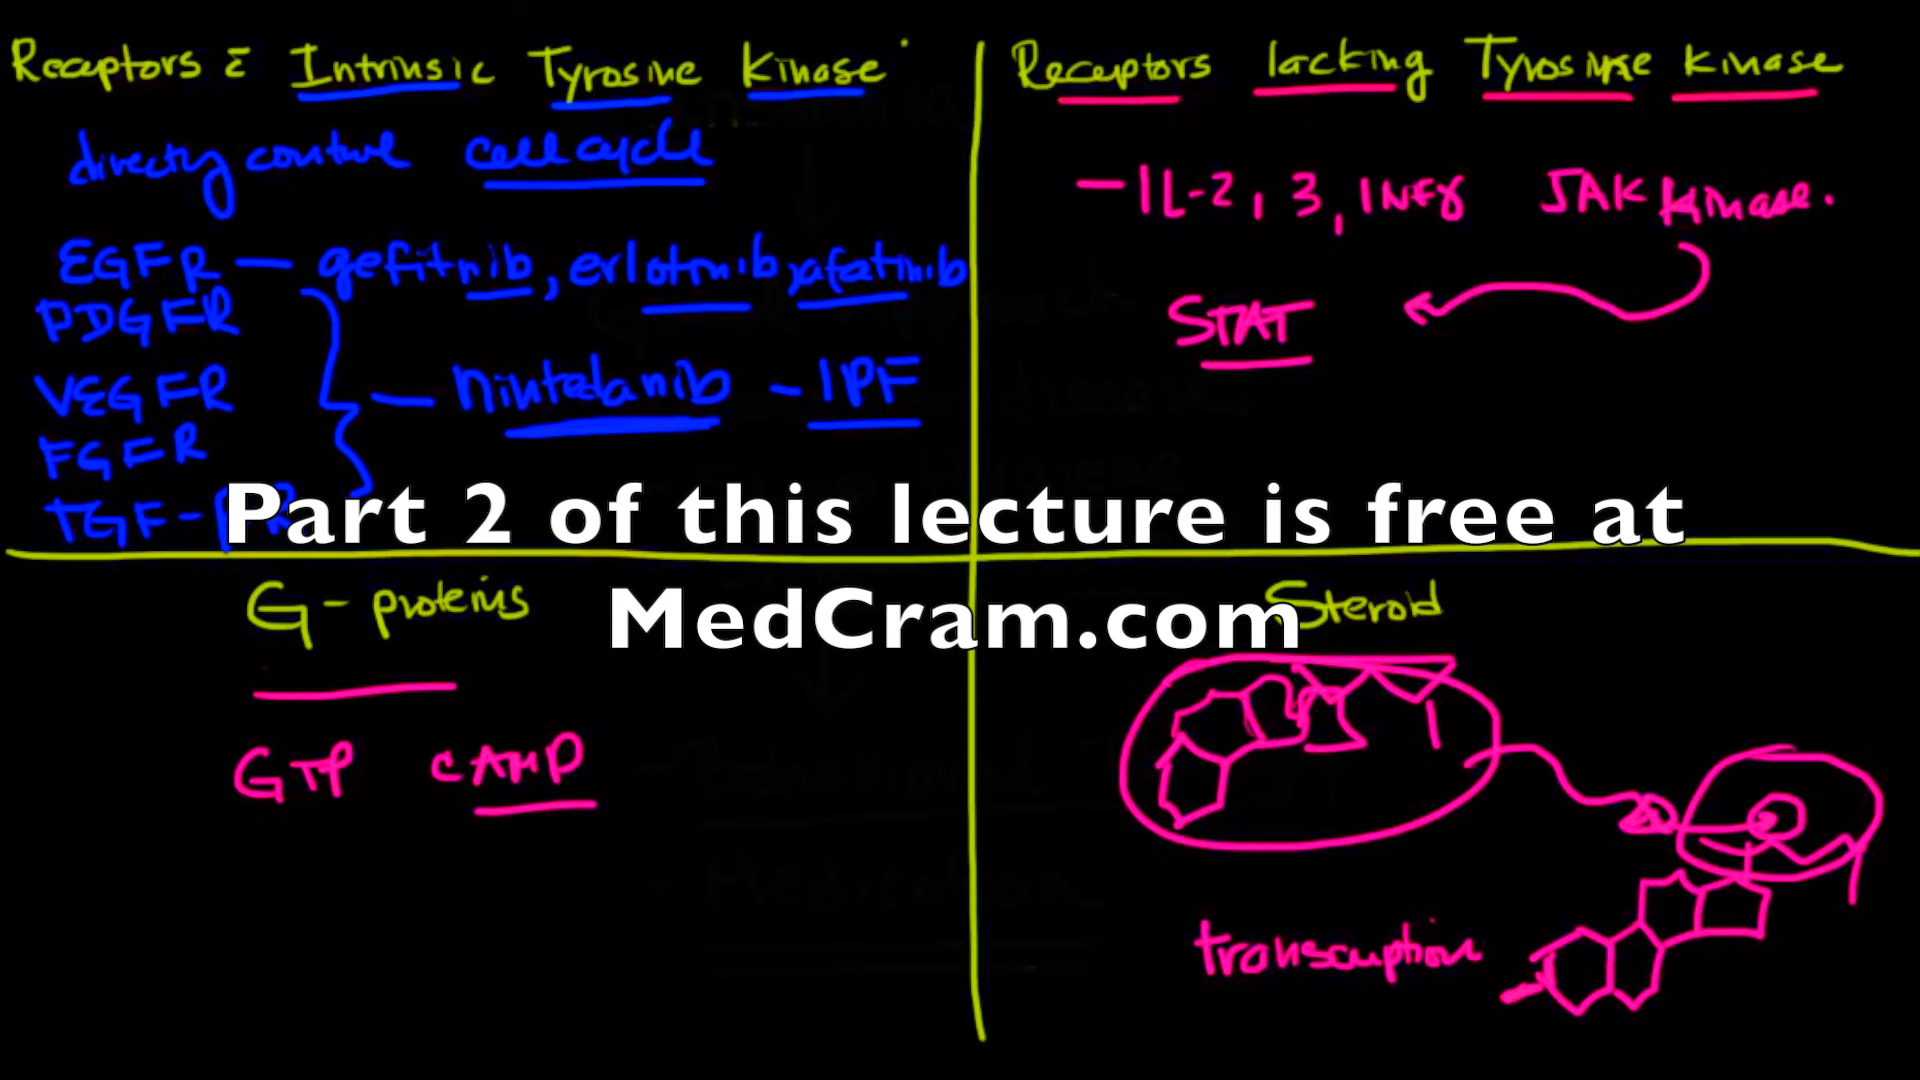 Receptors c̄ Intrinsic Tyrosine Kinase
directly control cell cycle
EGFR — gefitnib, erlotinib, afatinib
PDGFR
VEGFR — nintedanib - IPF
FGFR
TGF-βR
Receptors lacking Tyrosine Kinase
- IL-2, 3, INFγ JAK kinase.
STAT
Part 2 of this lecture is free at
MedCram.com
G-proteins
GTP cAMP
Steroid
transcription